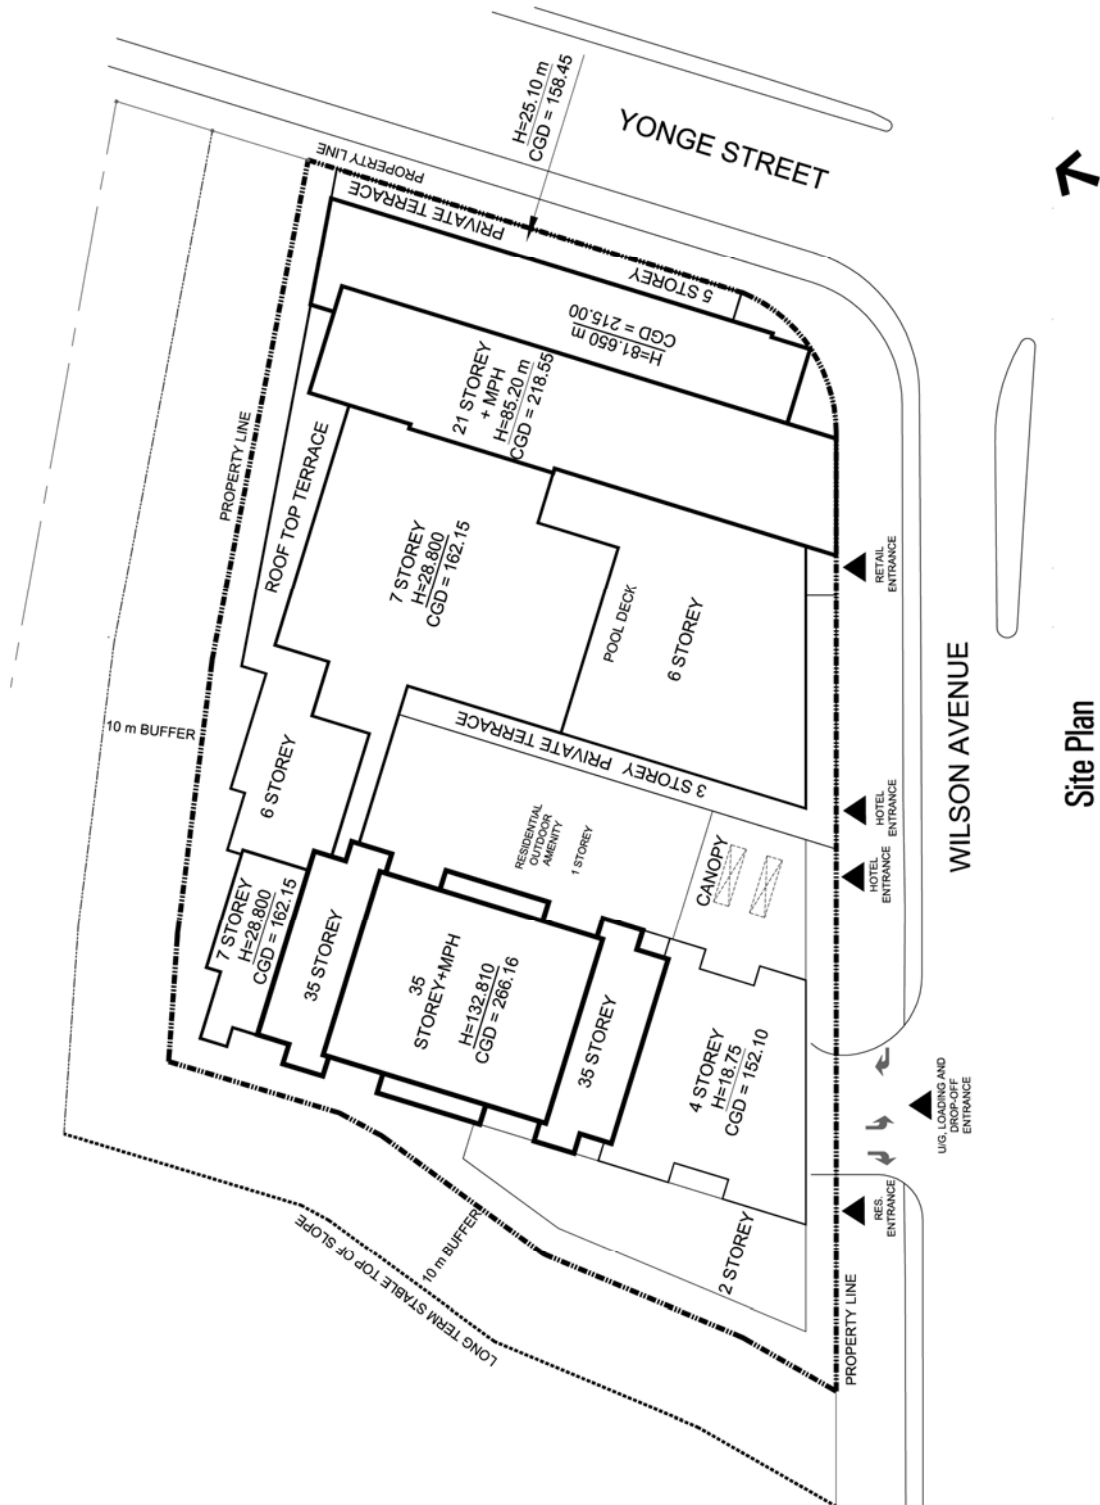 H=25.10 m
CGD = 158.45
YONGE STREET
PROPERTY LINE
PRIVATE TERRACE
5 STOREY
H=81.650 m
CGD = 215.00
21 STOREY
+ MPH
H=85.20 m
CGD = 218.55
PROPERTY LINE
ROOF TOP TERRACE
7 STOREY
H=28.800
CGD = 162.15
POOL DECK
6 STOREY
RETAIL
ENTRANCE
10 m BUFFER
6 STOREY
3 STOREY PRIVATE TERRACE
RESIDENTIAL
OUTDOOR
AMENITY
1 STOREY
CANOPY
HOTEL
ENTRANCE
HOTEL
ENTRANCE
WILSON AVENUE
Site Plan
7 STOREY
H=28.800
CGD = 162.15
35 STOREY
35
STOREY+MPH
H=132.810
CGD = 266.16
35 STOREY
4 STOREY
H=18.75
CGD = 152.10
U/G, LOADING AND
DROP-OFF
ENTRANCE
RES.
ENTRANCE
2 STOREY
10 m BUFFER
LONG TERM STABLE TOP OF SLOPE
PROPERTY LINE